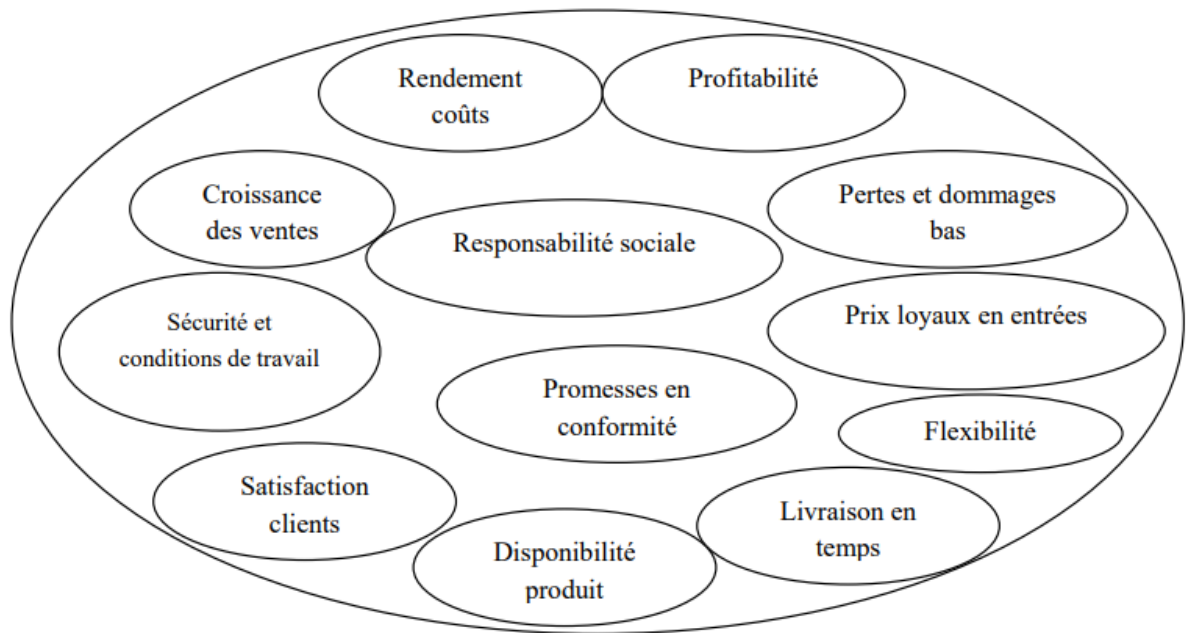 Rendement
coûts
Profitabilité
Croissance
des ventes
Pertes et dommages
bas
Responsabilité sociale
Sécurité et
conditions de travail
Prix loyaux en entrées
Promesses en
conformité
Flexibilité
Satisfaction
clients
Livraison en
temps
Disponibilité
produit